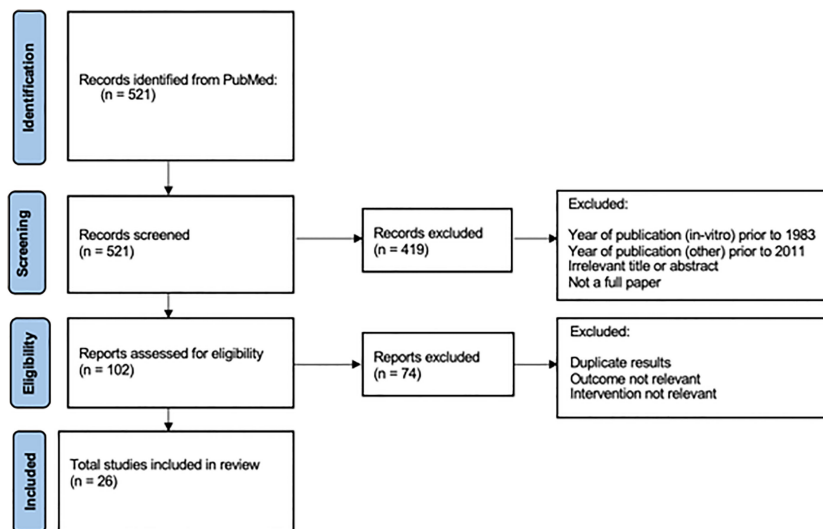 Identification
Records identified from PubMed:
(n = 521)
Screening
Records screened
(n = 521)
Records excluded
(n = 419)
Excluded:
Year of publication (in-vitro) prior to 1983
Year of publication (other) prior to 2011
Irrelevant title or abstract
Not a full paper
Eligibility
Reports assessed for eligibility
(n = 102)
Reports excluded
(n = 74)
Excluded:
Duplicate results
Outcome not relevant
Intervention not relevant
Included
Total studies included in review
(n = 26)